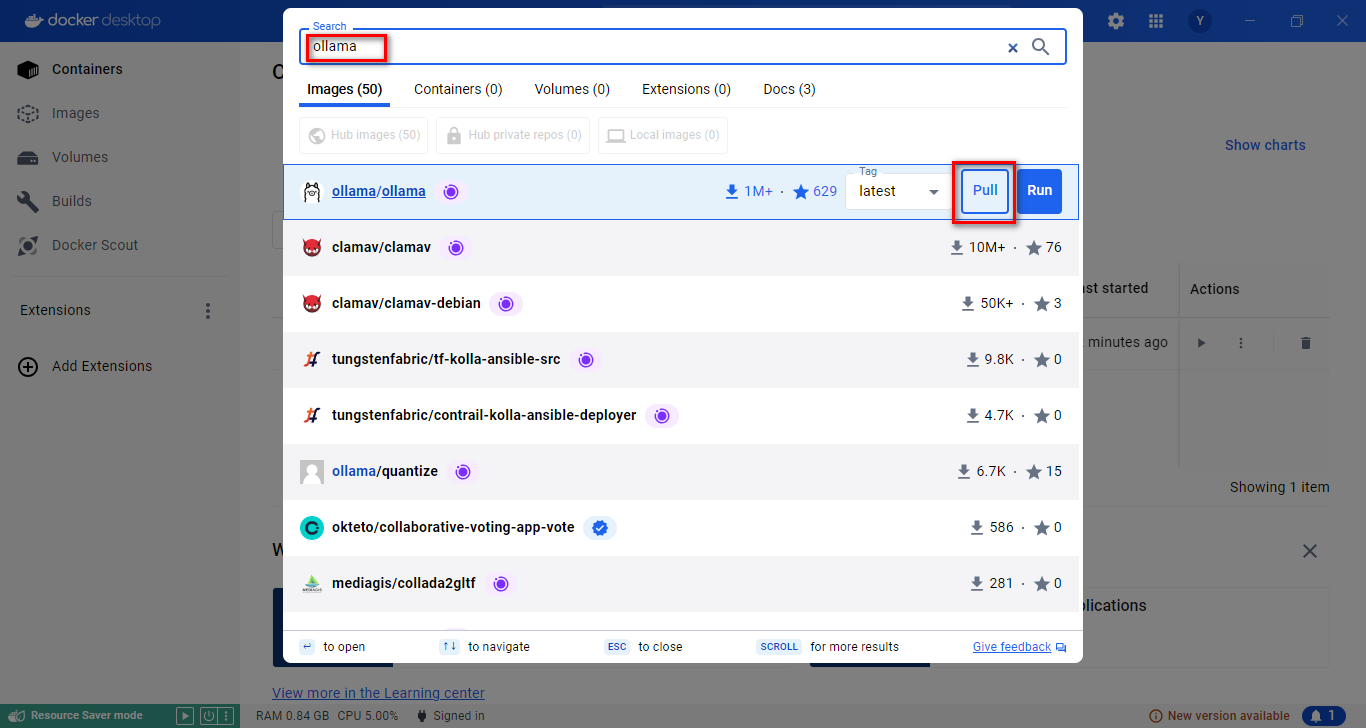 docker desktop
Y
Search
ollama
Images (50) Containers (0) Volumes (0) Extensions (0) Docs (3)
Hub images (50) Hub private repos (0) Local images (0)
ollama/ollama 1M+ · 629 Tag latest Pull Run
clamav/clamav 10M+ · 76
clamav/clamav-debian 50K+ · 3
tungstenfabric/tf-kolla-ansible-src 9.8K · 0
tungstenfabric/contrail-kolla-ansible-deployer 4.7K · 0
ollama/quantize 6.7K · 15
okteto/collaborative-voting-app-vote 586 · 0
mediagis/collada2gltf 281 · 0
to open to navigate ESC to close SCROLL for more results Give feedback
Containers
Images
Volumes
Builds
Docker Scout
Extensions
Add Extensions
Show charts
st started Actions
minutes ago
Showing 1 item
lications
View more in the Learning center
Resource Saver mode RAM 0.84 GB CPU 5.00% Signed in New version available 1